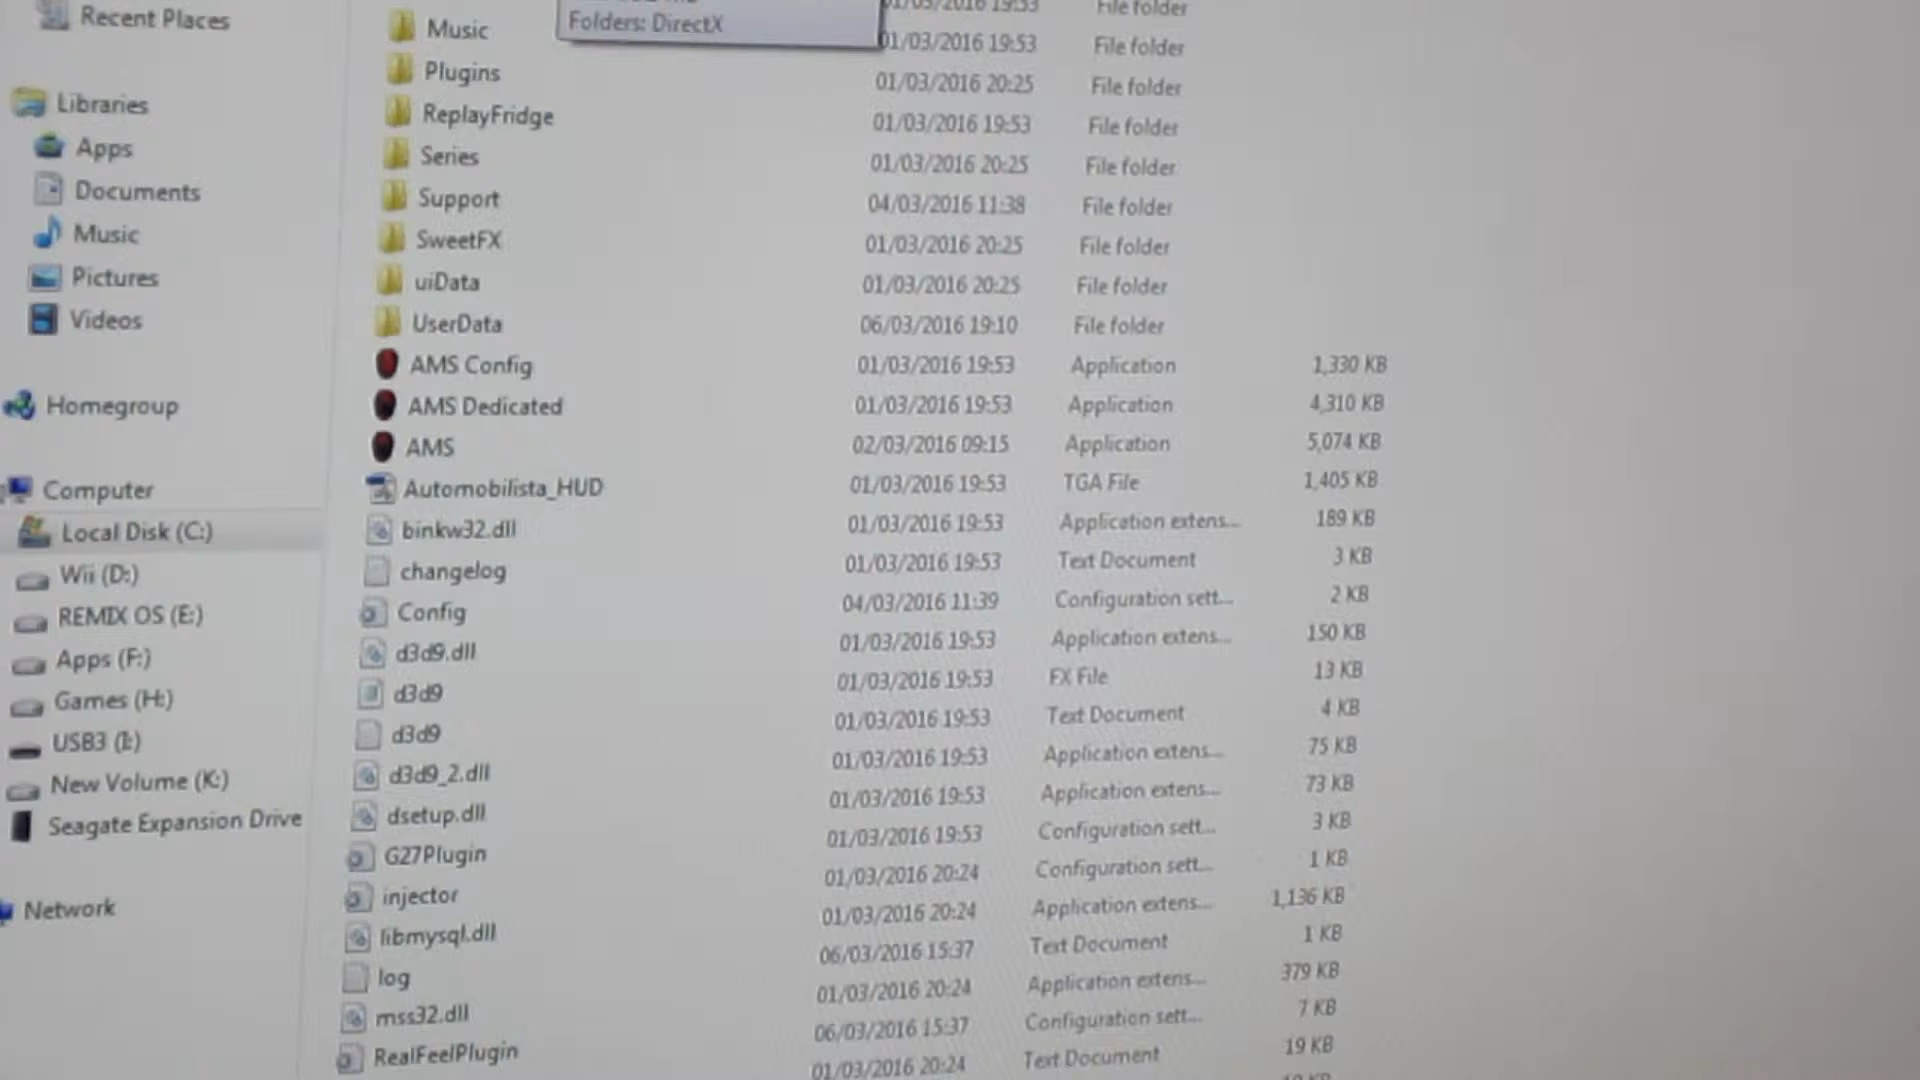 Recent Places
Libraries
Apps
Documents
Music
Pictures
Videos
Homegroup
Computer
Local Disk (C:)
Wii (D:)
REMIX OS (E:)
Apps (F:)
Games (H:)
USB3 (I:)
New Volume (K:)
Seagate Expansion Drive
Network
Folders: DirectX
01/03/2016 19:53 File folder
Music 01/03/2016 19:53 File folder
Plugins 01/03/2016 20:25 File folder
ReplayFridge 01/03/2016 19:53 File folder
Series 01/03/2016 20:25 File folder
Support 04/03/2016 11:38 File folder
SweetFX 01/03/2016 20:25 File folder
uiData 01/03/2016 20:25 File folder
UserData 06/03/2016 19:10 File folder
AMS Config 01/03/2016 19:53 Application 1,330 KB
AMS Dedicated 01/03/2016 19:53 Application 4,310 KB
AMS 02/03/2016 09:15 Application 5,074 KB
Automobilista_HUD 01/03/2016 19:53 TGA File 1,405 KB
binkw32.dll 01/03/2016 19:53 Application extens... 189 KB
changelog 01/03/2016 19:53 Text Document 3 KB
Config 04/03/2016 11:39 Configuration sett... 2 KB
d3d9.dll 01/03/2016 19:53 Application extens... 150 KB
d3d9 01/03/2016 19:53 FX File 13 KB
d3d9 01/03/2016 19:53 Text Document 4 KB
d3d9_2.dll 01/03/2016 19:53 Application extens... 75 KB
dsetup.dll 01/03/2016 19:53 Application extens... 73 KB
G27Plugin 01/03/2016 19:53 Configuration sett... 3 KB
injector 01/03/2016 20:24 Configuration sett... 1 KB
libmysql.dll 01/03/2016 20:24 Application extens... 1,136 KB
log 06/03/2016 15:37 Text Document 1 KB
mss32.dll 01/03/2016 20:24 Application extens... 379 KB
RealFeelPlugin 06/03/2016 15:37 Configuration sett... 7 KB
01/03/2016 20:24 Text Document 19 KB